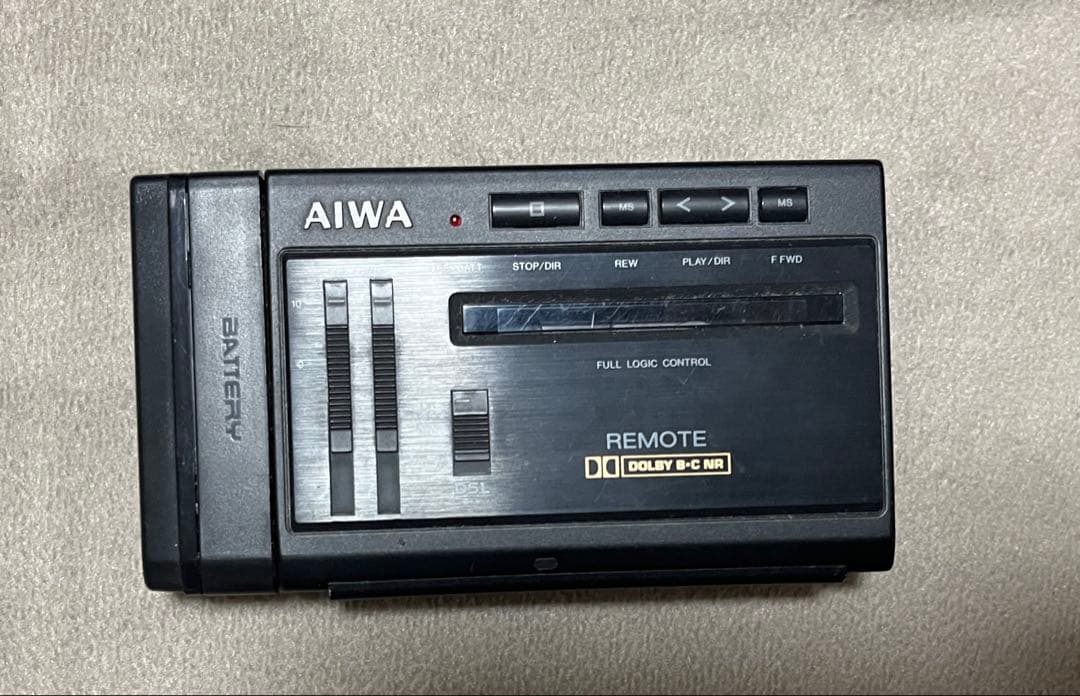 AIWA
MS
MS
BATT STOP/DIR REW PLAY/DIR F FWD
10
0
FULL LOGIC CONTROL
BATTERY
REMOTE
DOLBY B•C NR
DSL